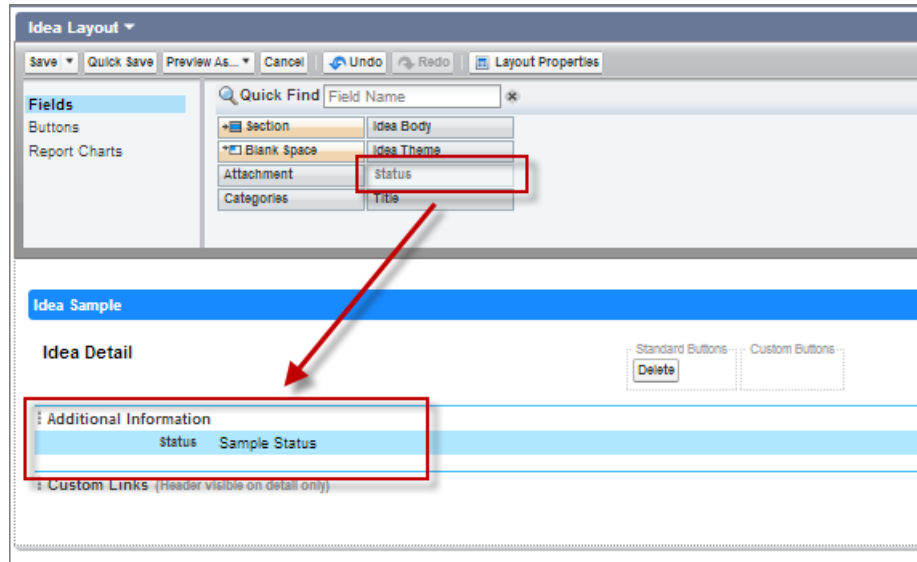 Idea Layout
Save Quick Save Preview As... Cancel Undo Redo Layout Properties
Fields
Buttons
Report Charts
Quick Find Field Name
Section Idea Body
Blank Space Idea Theme
Attachment Status
Categories Title
Idea Sample
Idea Detail
Standard Buttons Custom Buttons
Delete
Additional Information
Status Sample Status
Custom Links (Header visible on detail only)